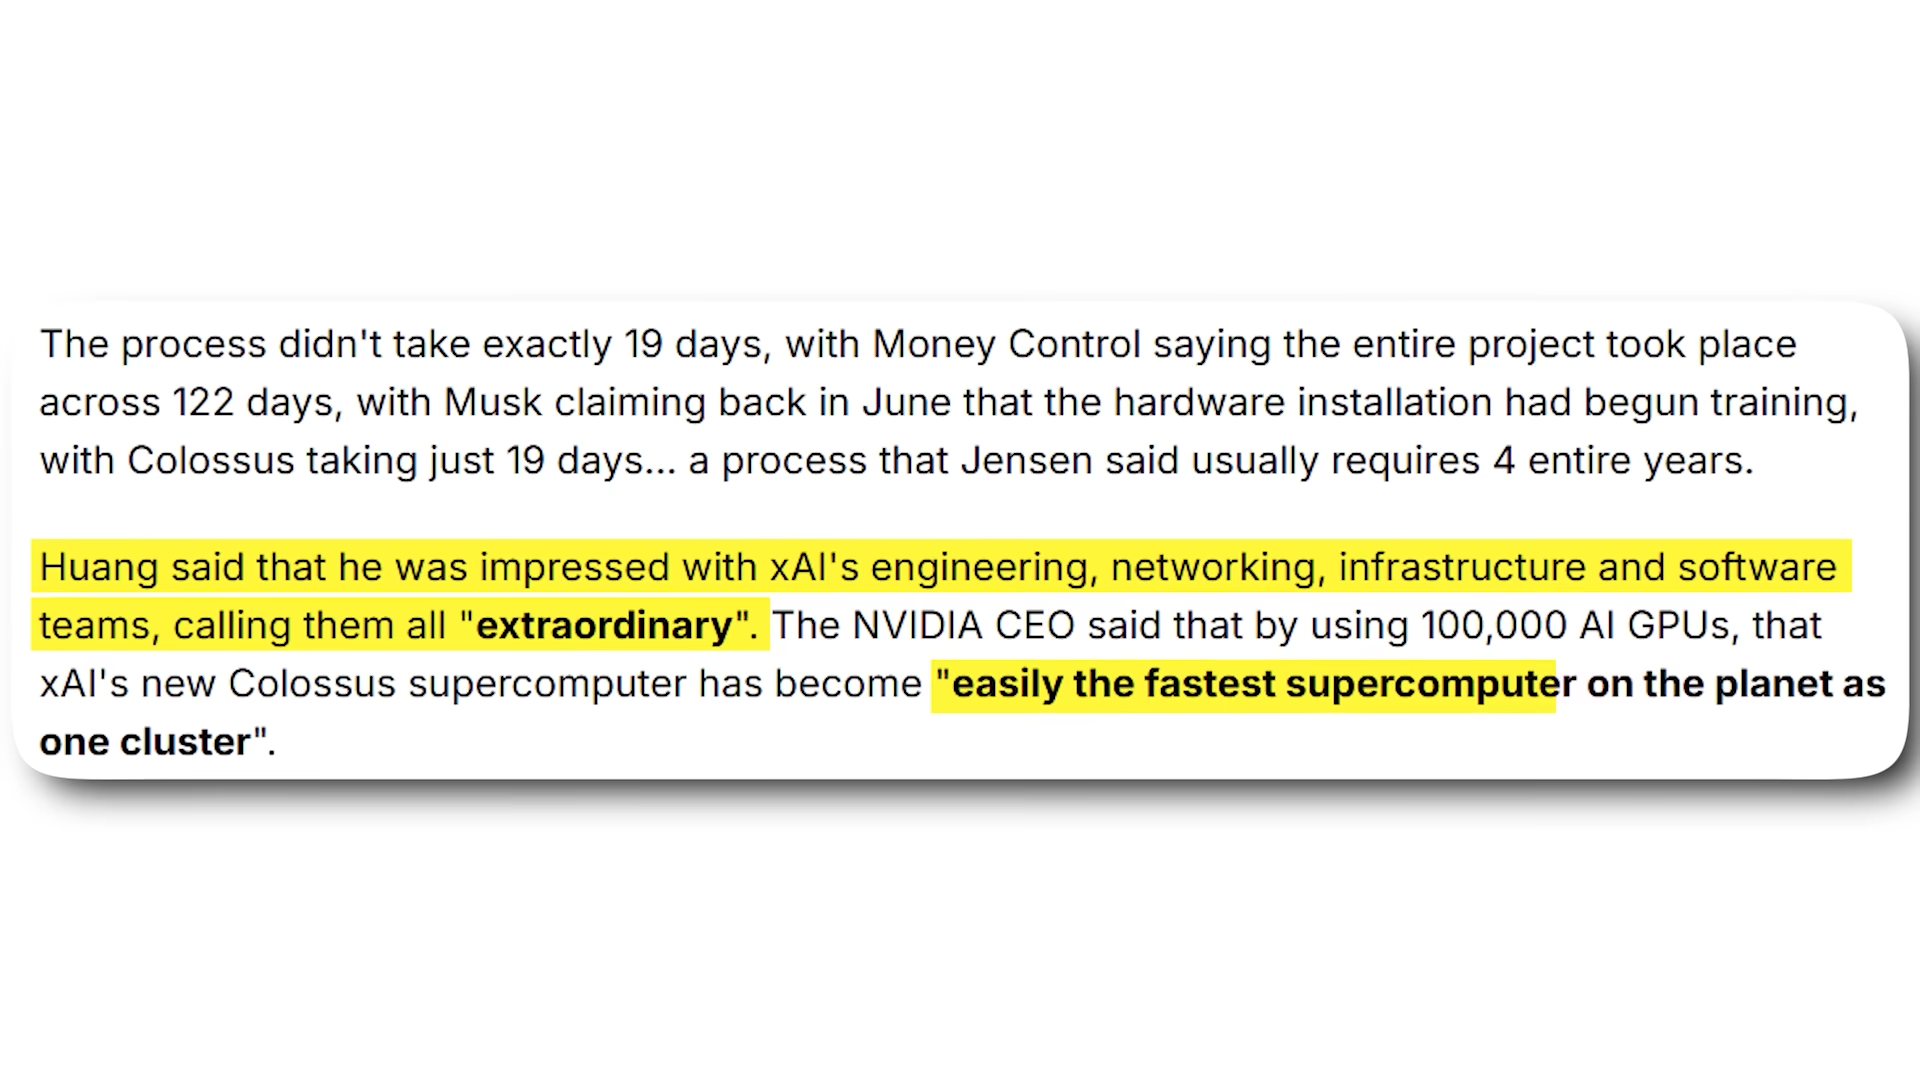 The process didn't take exactly 19 days, with Money Control saying the entire project took place
across 122 days, with Musk claiming back in June that the hardware installation had begun training,
with Colossus taking just 19 days... a process that Jensen said usually requires 4 entire years.
Huang said that he was impressed with xAI's engineering, networking, infrastructure and software
teams, calling them all "extraordinary". The NVIDIA CEO said that by using 100,000 AI GPUs, that
xAI's new Colossus supercomputer has become "easily the fastest supercomputer on the planet as
one cluster".